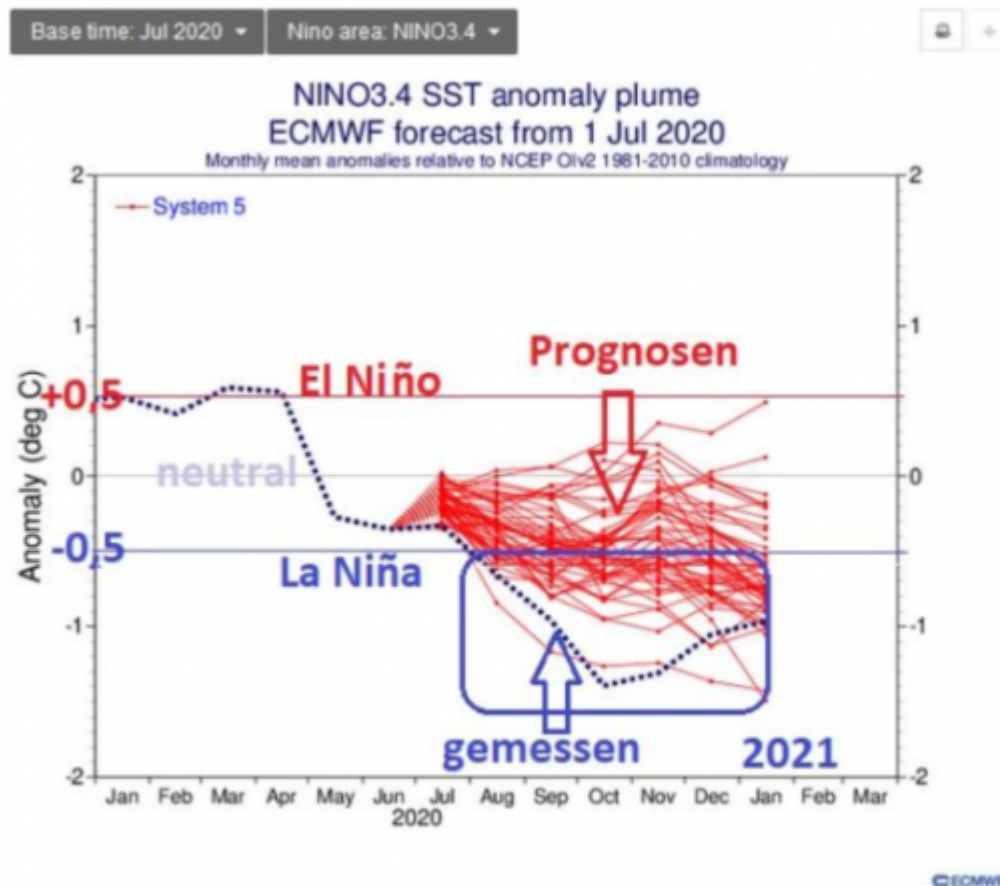 Base time: Jul 2020
Nino area: NINO3.4
NINO3.4 SST anomaly plume
ECMWF forecast from 1 Jul 2020
Monthly mean anomalies relative to NCEP OIv2 1981-2010 climatology
2
2
System 5
1
1
Prognosen
El Niño
+0,5
Anomaly (deg C)
neutral
0
0
-0,5
La Niña
-1
-1
gemessen
2021
-2
-2
Jan Feb Mar Apr May Jun Jul Aug Sep Oct Nov Dec Jan Feb Mar
2020
ECMWF